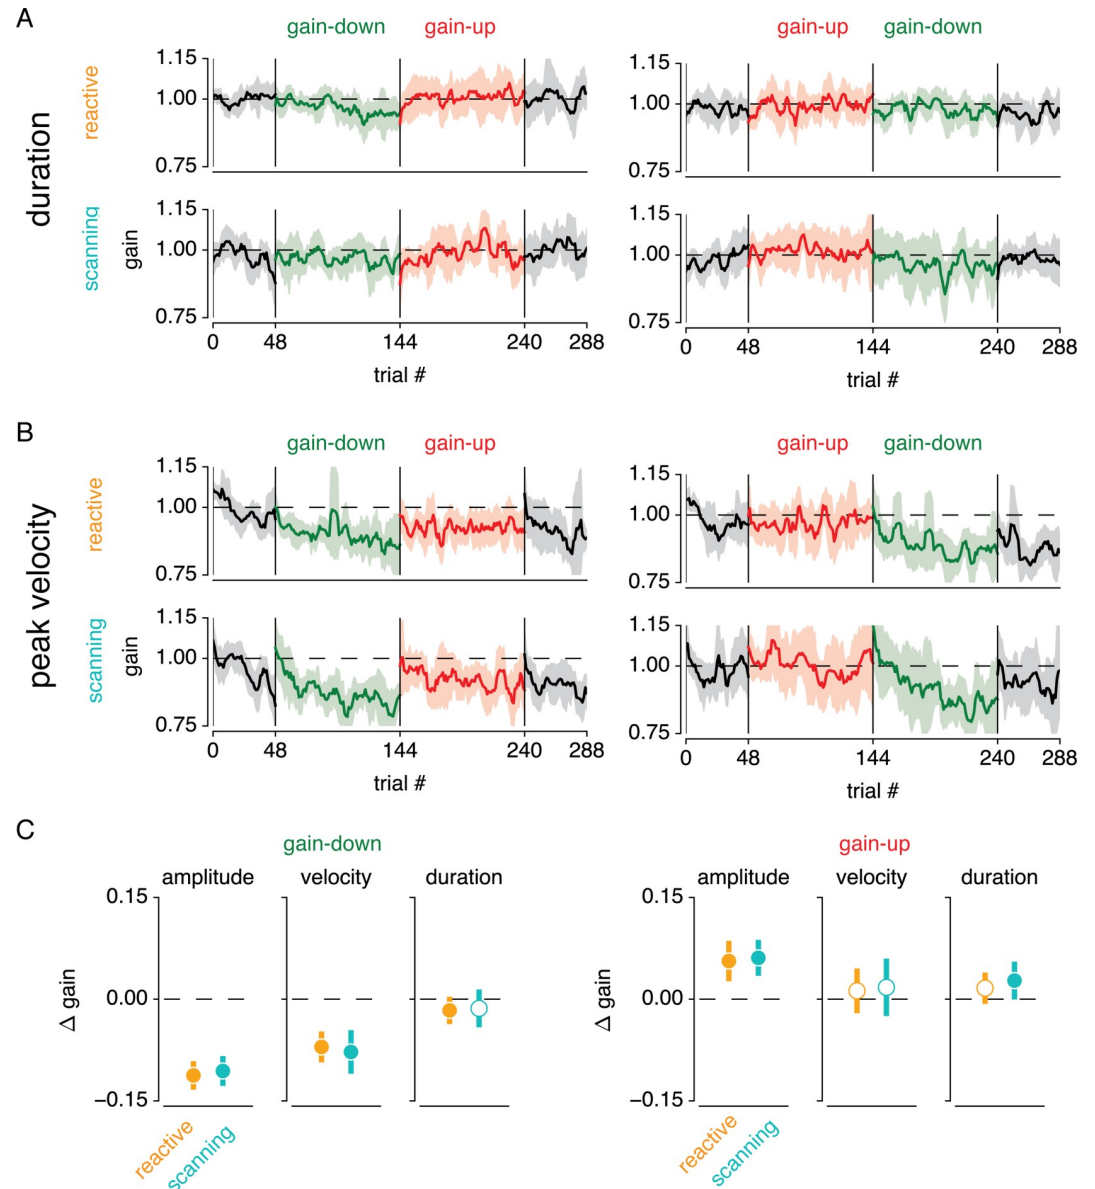 A
gain-down gain-up gain-up gain-down
duration
reactive
1.15 1.15
1.00 1.00
0.75 0.75
scanning
gain
1.15 1.15
1.00 1.00
0.75 0.75
0 48 144 240 288 0 48 144 240 288
trial # trial #
B
gain-down gain-up gain-up gain-down
peak velocity
reactive
1.15 1.15
1.00 1.00
0.75 0.75
scanning
gain
1.15 1.15
1.00 1.00
0.75 0.75
0 48 144 240 288 0 48 144 240 288
trial # trial #
C
gain-down gain-up
amplitude velocity duration amplitude velocity duration
0.15 0.15
Δ gain Δ gain
0.00 0.00
−0.15 −0.15
reactive scanning reactive scanning